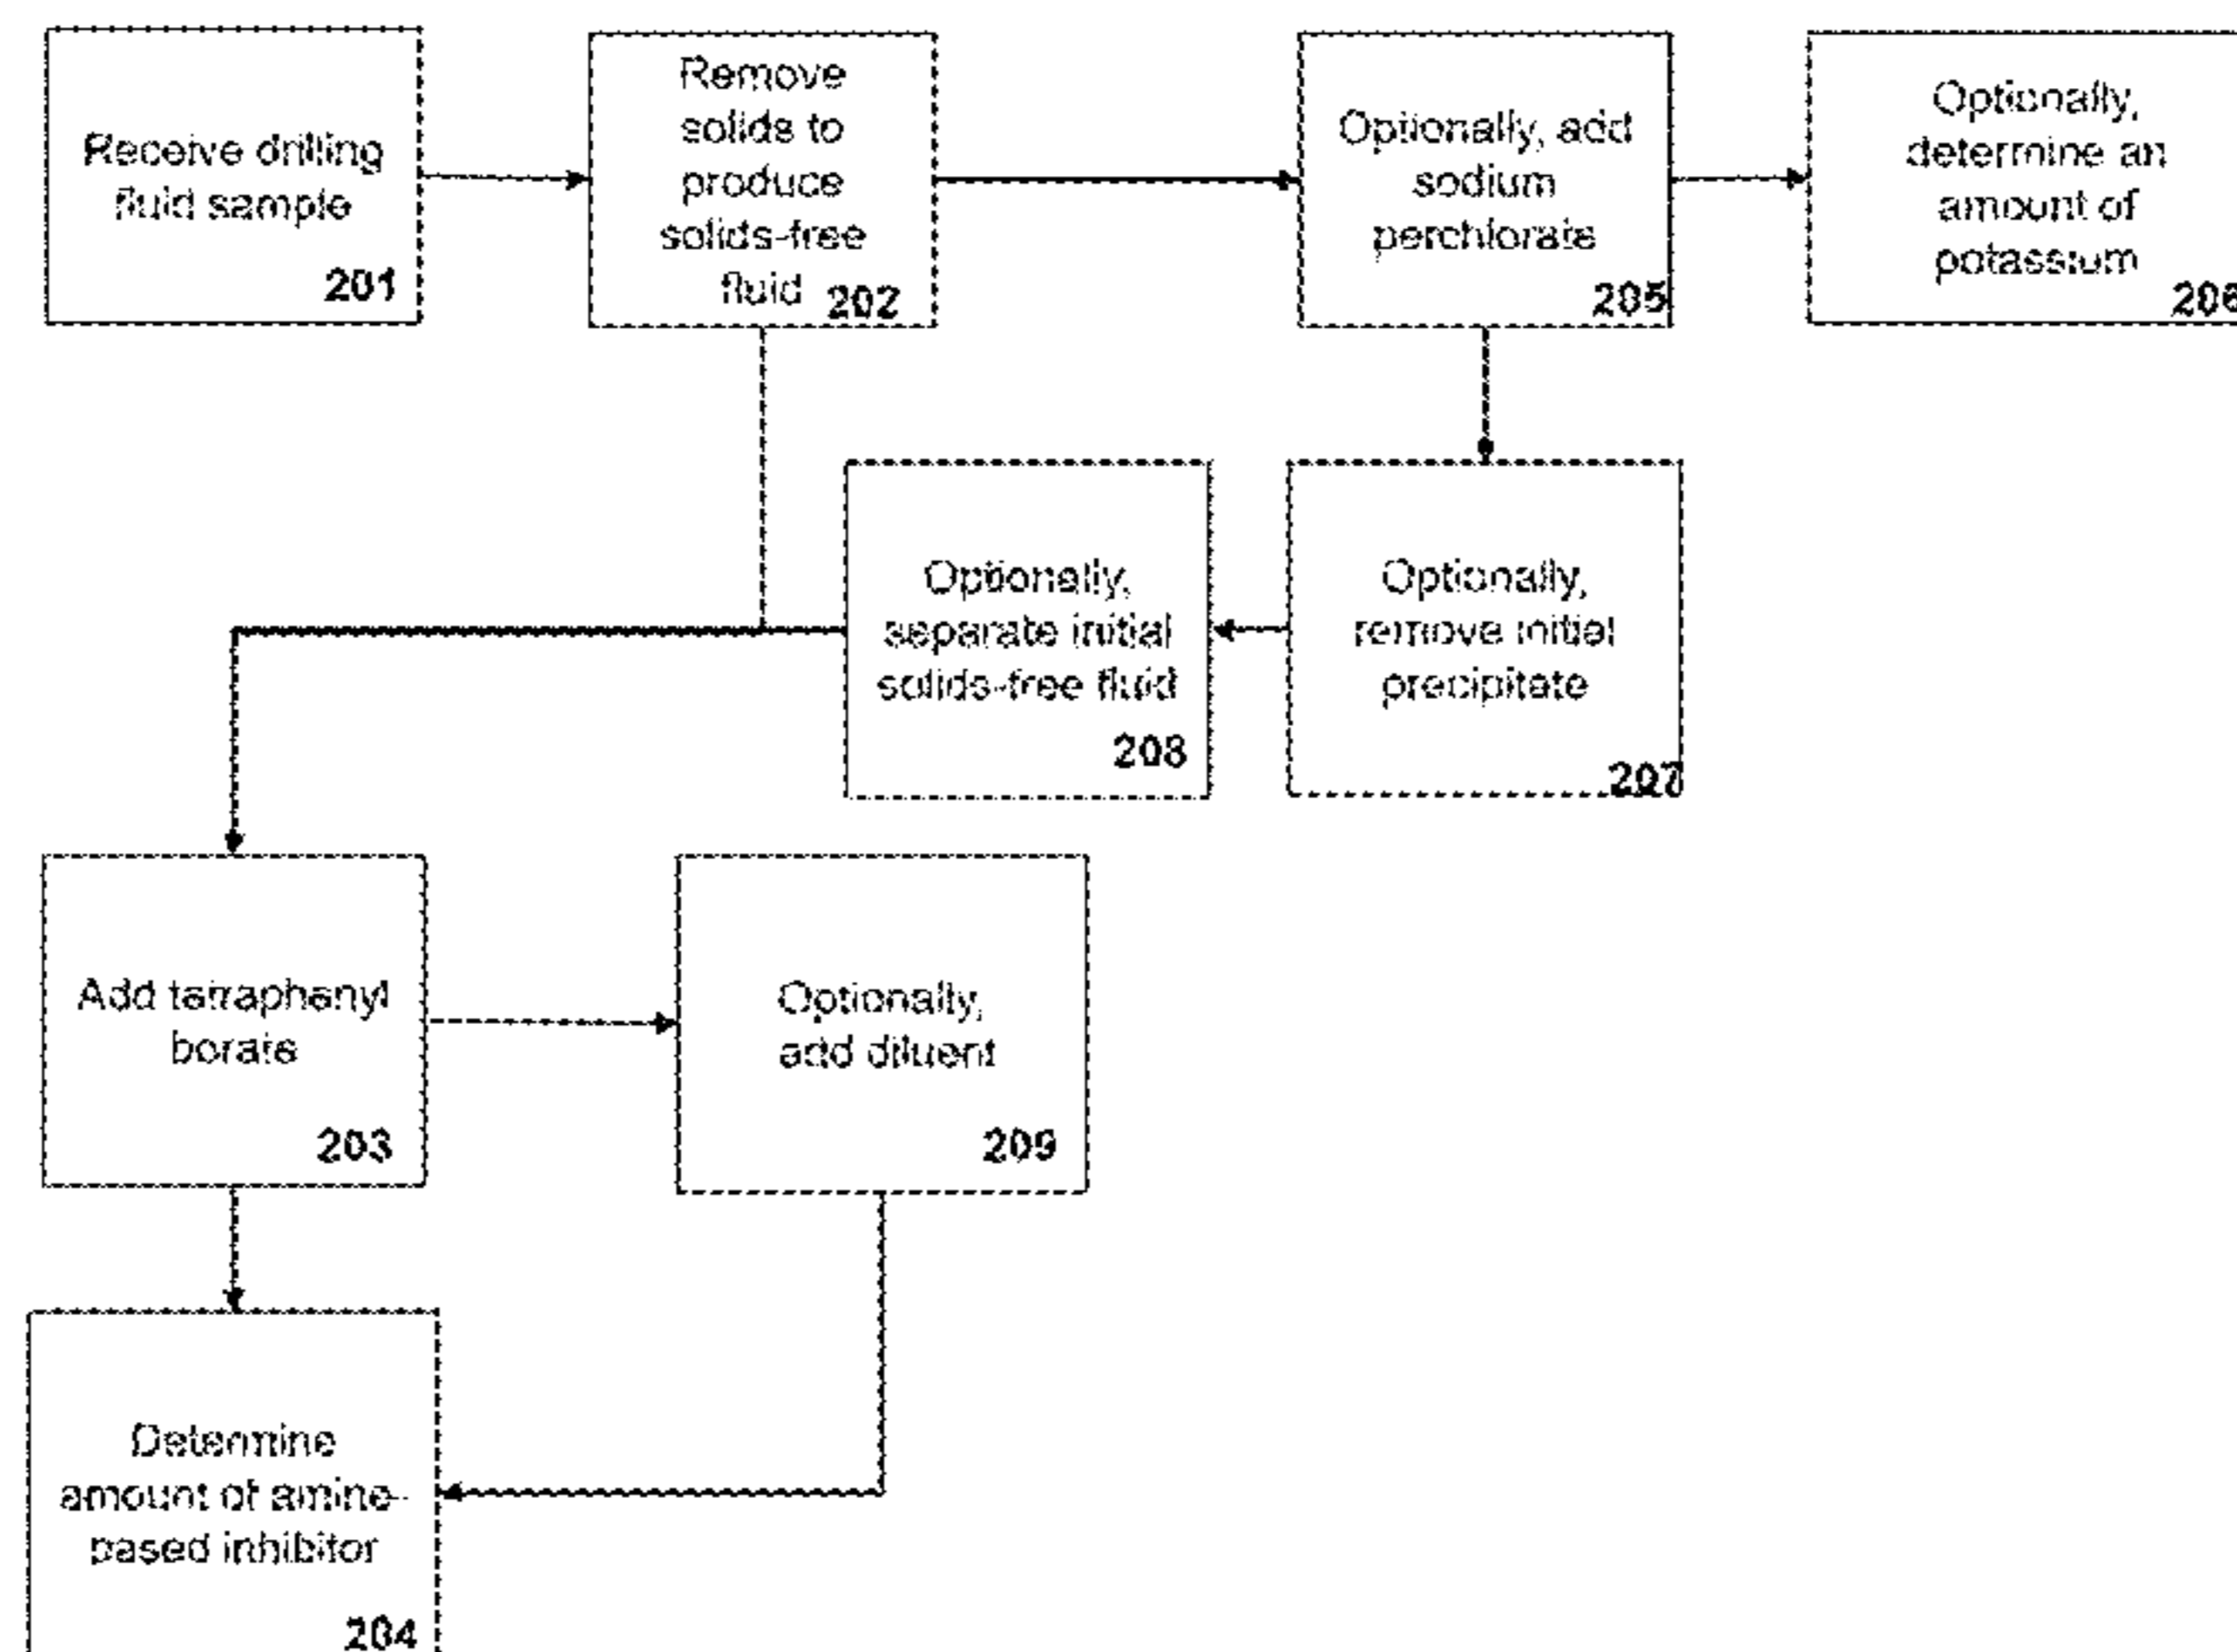 Receive drilling
fluid sample
201
Remove
solids to
produce
solids-free
fluid
202
Optionally, add
sodium
perchlorate
205
Optionally,
determine an
amount of
potassium
206
Optionally,
separate initial
solids-free fluid
208
Optionally,
remove initial
precipitate
207
Add tetraphenyl
borate
203
Optionally,
add diluent
209
Determine
amount of amine-
based inhibitor
204